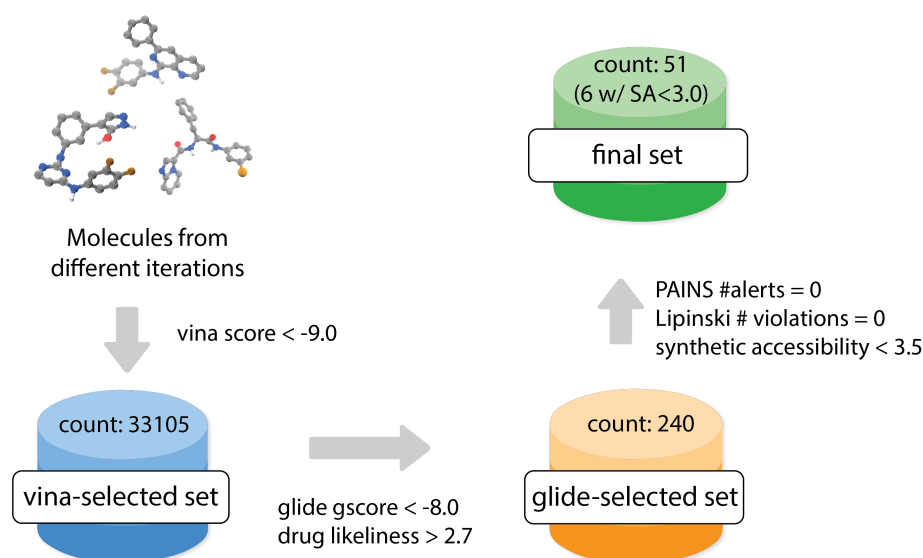 Molecules from
different iterations
vina score < -9.0
count: 33105
vina-selected set
glide gscore < -8.0
drug likeliness > 2.7
count: 240
glide-selected set
PAINS #alerts = 0
Lipinski # violations = 0
synthetic accessibility < 3.5
count: 51
(6 w/ SA<3.0)
final set